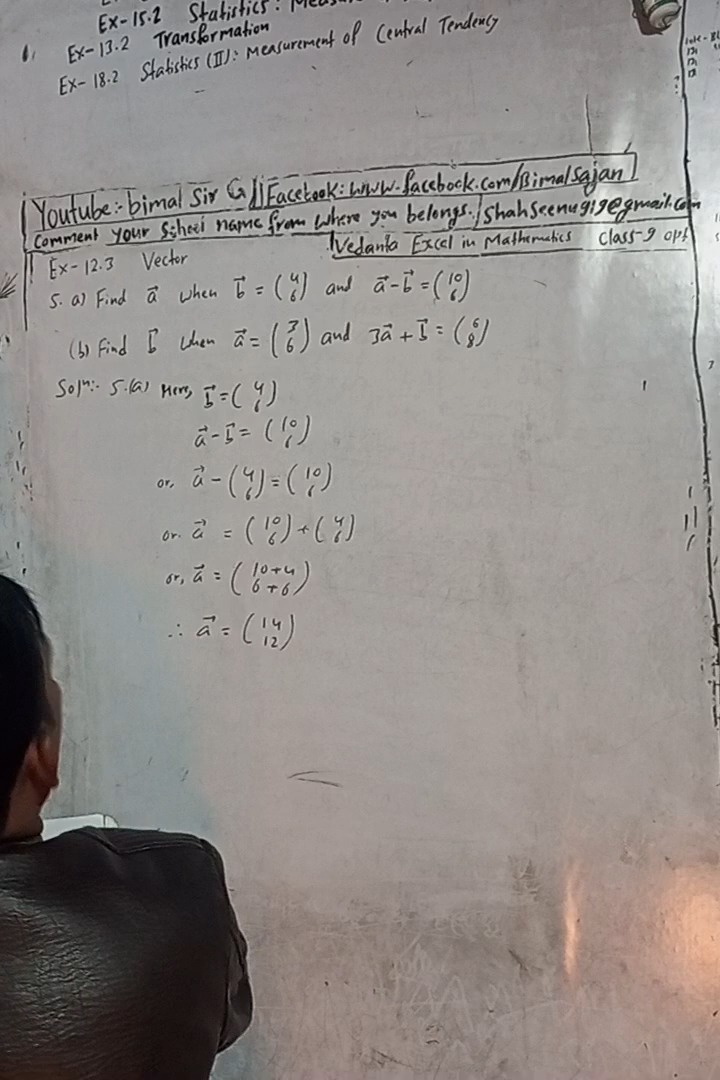 Ex-15.2 Statistics:
Ex-13.2 Transformation
Ex-18.2 Statistics (II): Measurement of Central Tendency
Youtube:- bimal Sir G || Facebook: www.facebook.com/Bimalsajan
Comment your School name from where you belongs. / Shahseenu919@gmail.com
Vedanta Excel in Mathematics Class-9 opt
Ex-12.3 Vector
5. a) Find a⃗ when b⃗ = (4 6) and a⃗ - b⃗ = (10 6)
(b) Find b⃗ when a⃗ = (3 6) and 3a⃗ + b⃗ = (6 8)
Solⁿ:- 5.(a) Here, b⃗ = (4 6)
a⃗ - b⃗ = (10 6)
or, a⃗ - (4 6) = (10 6)
or. a⃗ = (10 6) + (4 6)
or, a⃗ = (10+4 6+6)
∴ a⃗ = (14 12)